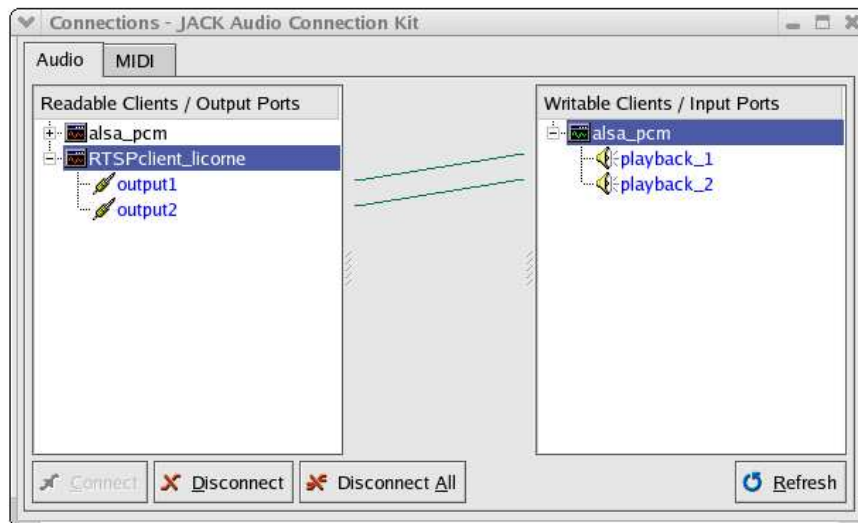 Connections - JACK Audio Connection Kit
Audio
MIDI
Readable Clients / Output Ports
alsa_pcm
RTSPclient_licorne
output1
output2
Writable Clients / Input Ports
alsa_pcm
playback_1
playback_2
Connect
Disconnect
Disconnect All
Refresh